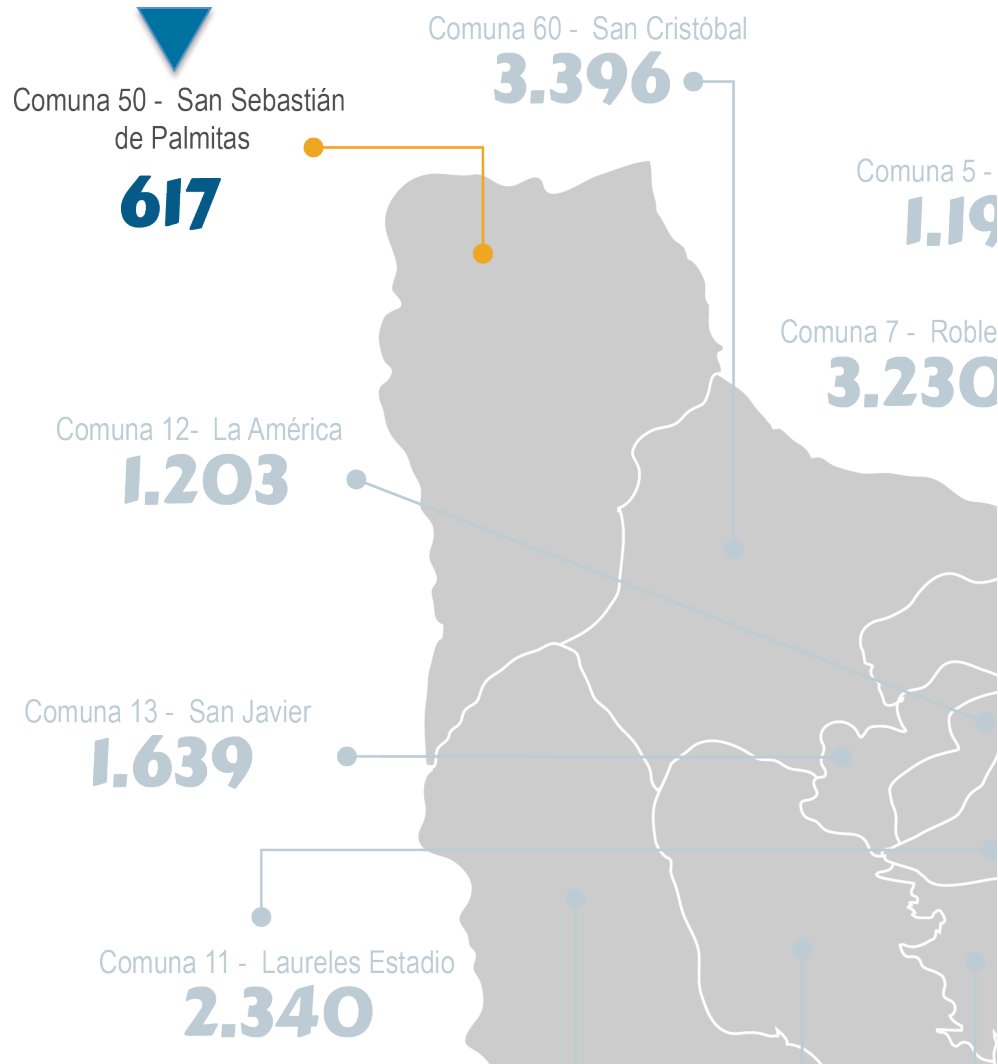 Comuna 60 - San Cristóbal
3.396
Comuna 50 - San Sebastián
de Palmitas
617
Comuna 5 -
1.19
Comuna 7 - Roble
3.230
Comuna 12- La América
1.203
Comuna 13 - San Javier
1.639
Comuna 11 - Laureles Estadio
2.340